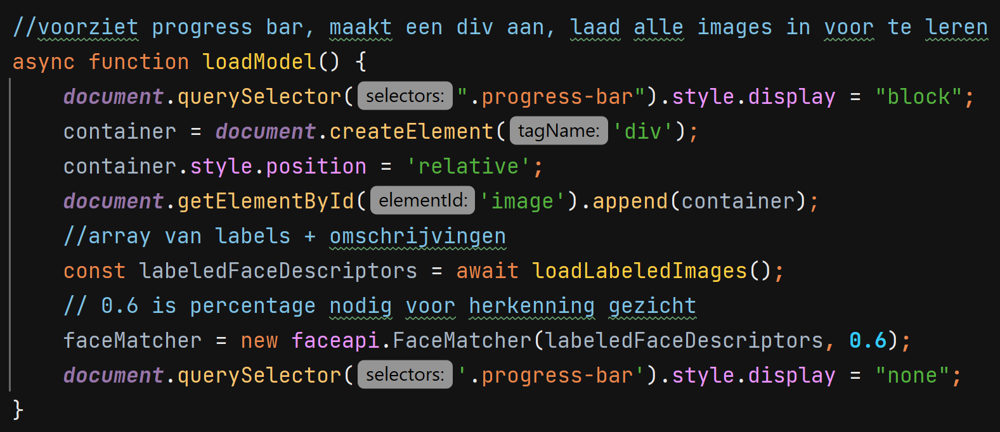 //voorziet progress bar, maakt een div aan, laad alle images in voor te leren
async function loadModel() {
    document.querySelector( selectors: ".progress-bar").style.display = "block";
    container = document.createElement( tagName: 'div');
    container.style.position = 'relative';
    document.getElementById( elementId: 'image').append(container);
    //array van labels + omschrijvingen
    const labeledFaceDescriptors = await loadLabeledImages();
    // 0.6 is percentage nodig voor herkenning gezicht
    faceMatcher = new faceapi.FaceMatcher(labeledFaceDescriptors, 0.6);
    document.querySelector( selectors: '.progress-bar').style.display = "none";
}